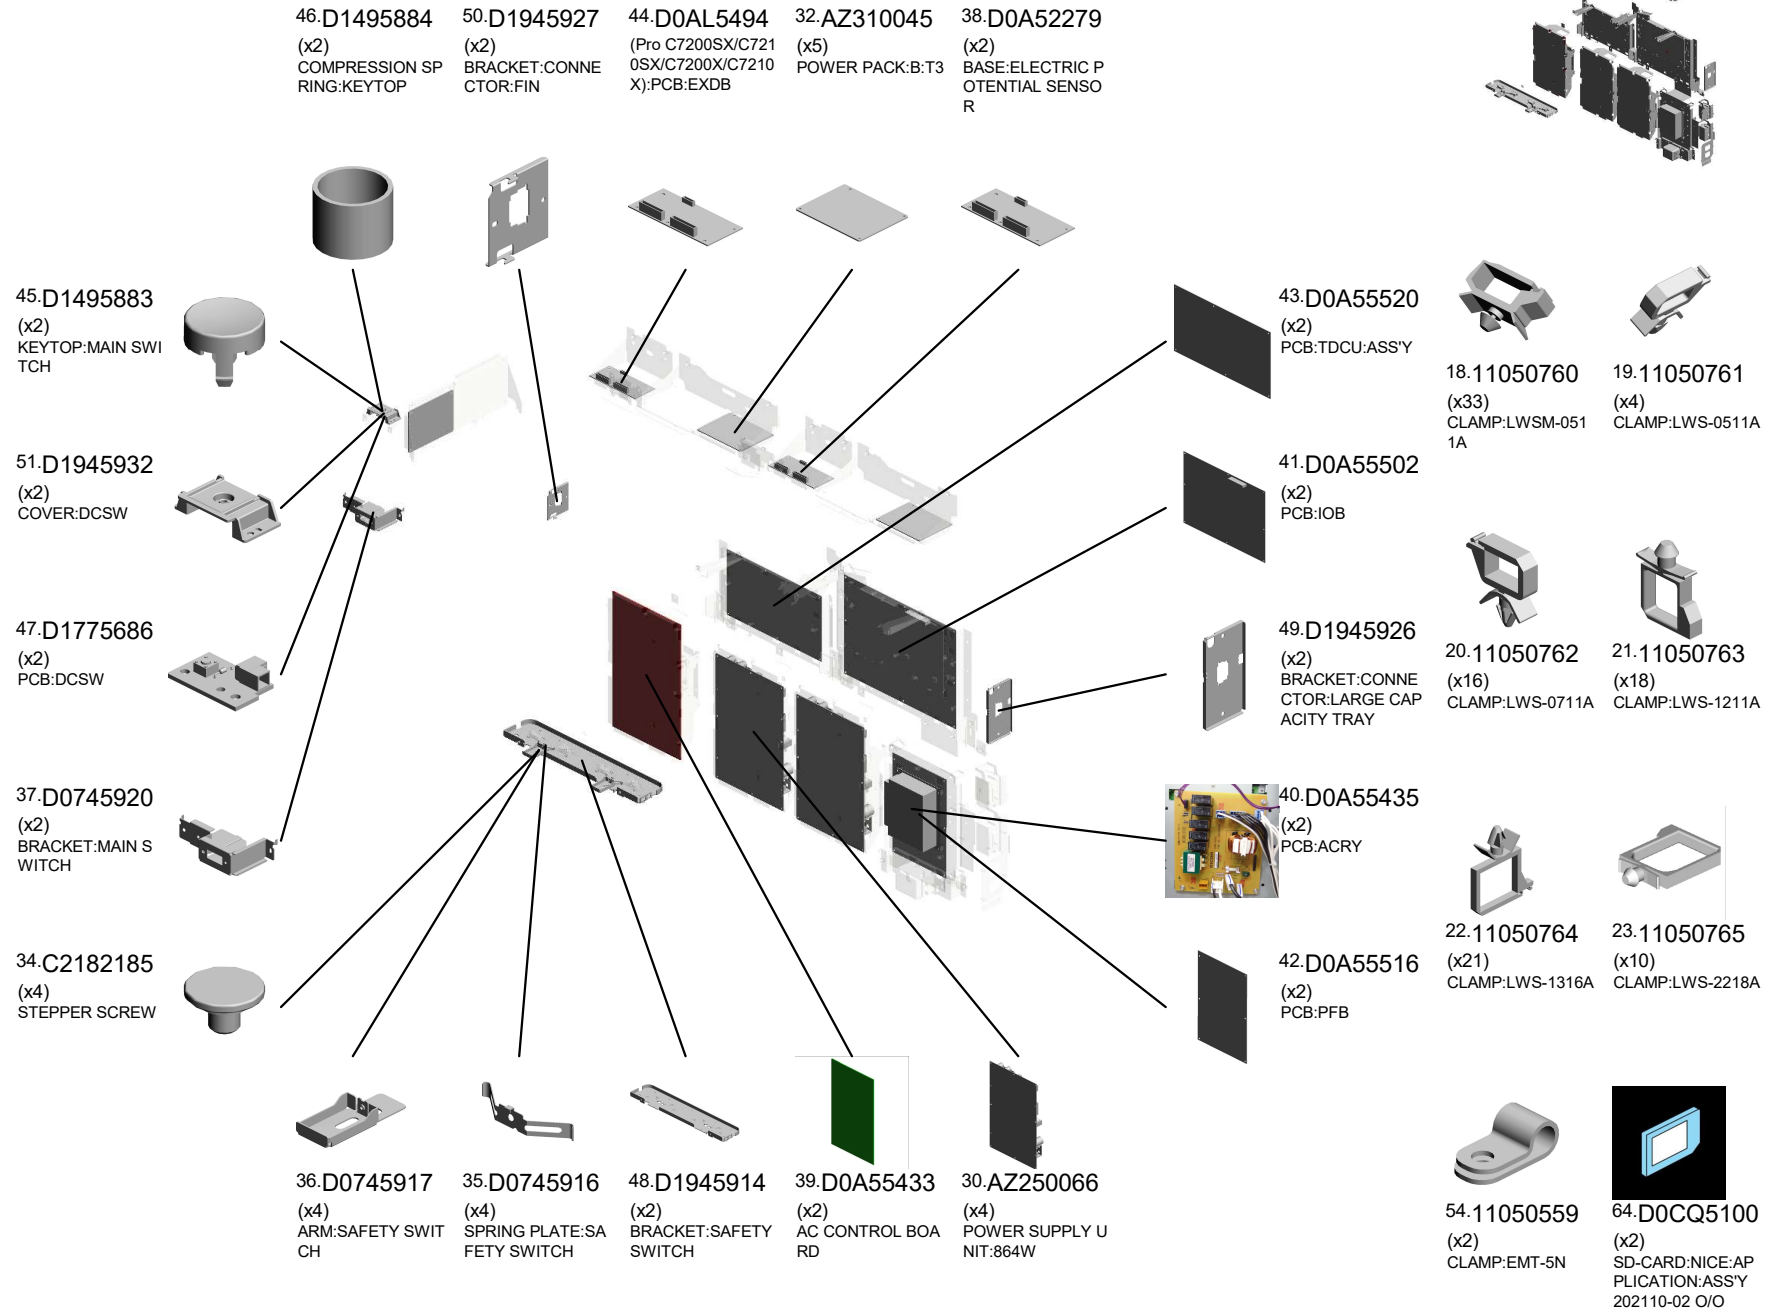 46.D1495884
(x2)
COMPRESSION SP
RING:KEYTOP
50.D1945927
(x2)
BRACKET:CONNE
CTOR:FIN
44.D0AL5494
(Pro C7200SX/C721
0SX/C7200X/C7210
X):PCB:EXDB
32.AZ310045
(x5)
POWER PACK:B:T3
38.D0A52279
(x2)
BASE:ELECTRIC P
OTENTIAL SENSO
R
45.D1495883
(x2)
KEYTOP:MAIN SWI
TCH
51.D1945932
(x2)
COVER:DCSW
47.D1775686
(x2)
PCB:DCSW
37.D0745920
(x2)
BRACKET:MAIN S
WITCH
34.C2182185
(x4)
STEPPER SCREW
43.D0A55520
(x2)
PCB:TDCU:ASS'Y
41.D0A55502
(x2)
PCB:IOB
49.D1945926
(x2)
BRACKET:CONNE
CTOR:LARGE CAP
ACITY TRAY
40.D0A55435
(x2)
PCB:ACRY
42.D0A55516
(x2)
PCB:PFB
18.11050760
(x33)
CLAMP:LWSM-051
1A
19.11050761
(x4)
CLAMP:LWS-0511A
20.11050762
(x16)
CLAMP:LWS-0711A
21.11050763
(x18)
CLAMP:LWS-1211A
22.11050764
(x21)
CLAMP:LWS-1316A
23.11050765
(x10)
CLAMP:LWS-2218A
36.D0745917
(x4)
ARM:SAFETY SWIT
CH
35.D0745916
(x4)
SPRING PLATE:SA
FETY SWITCH
48.D1945914
(x2)
BRACKET:SAFETY
SWITCH
39.D0A55433
(x2)
AC CONTROL BOA
RD
30.AZ250066
(x4)
POWER SUPPLY U
NIT:864W
54.11050559
(x2)
CLAMP:EMT-5N
64.D0CQ5100
(x2)
SD-CARD:NICE:AP
PLICATION:ASS'Y
202110-02 O/O